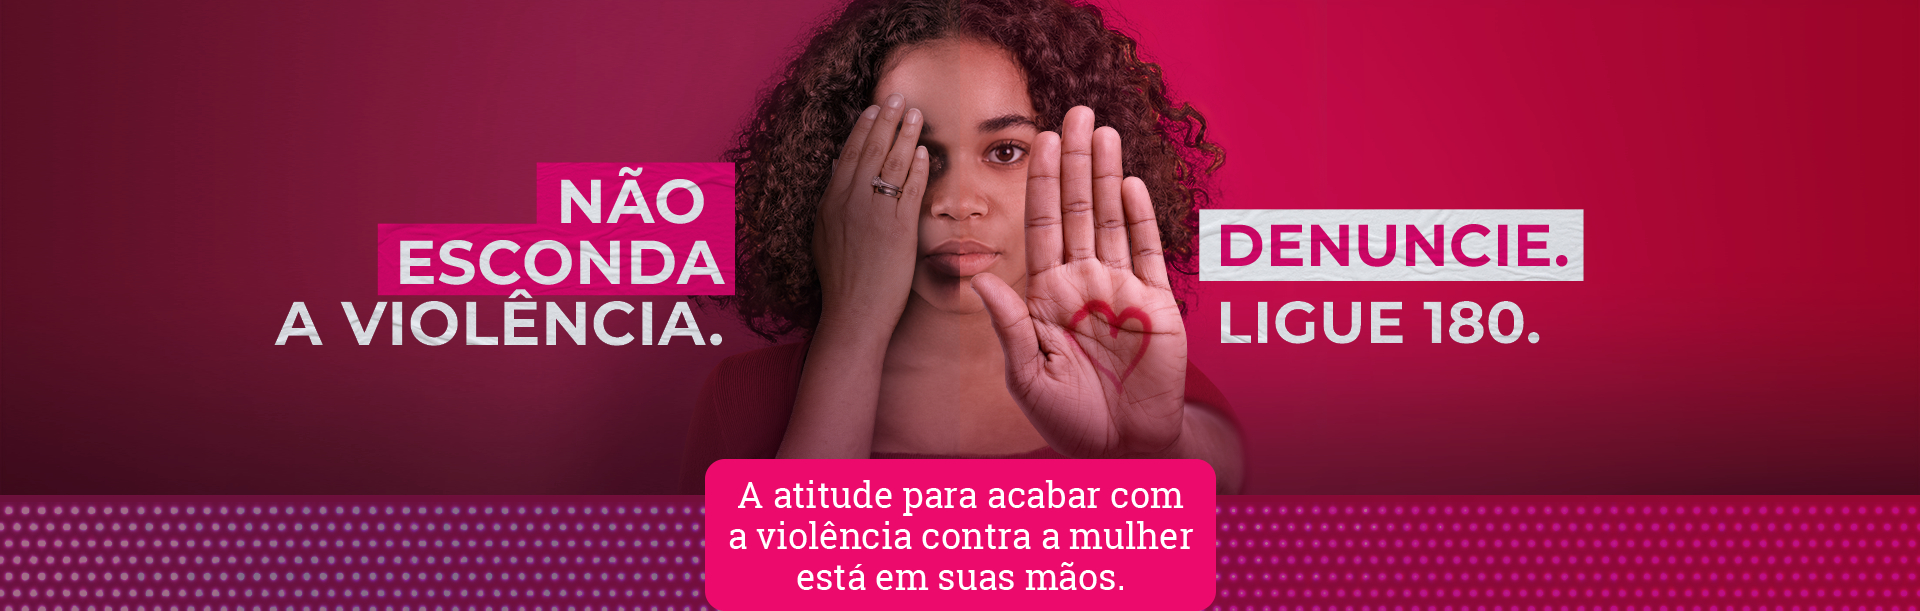 NÃO
ESCONDA
A VIOLÊNCIA.
DENUNCIE.
LIGUE 180.
A atitude para acabar com
a violência contra a mulher
está em suas mãos.